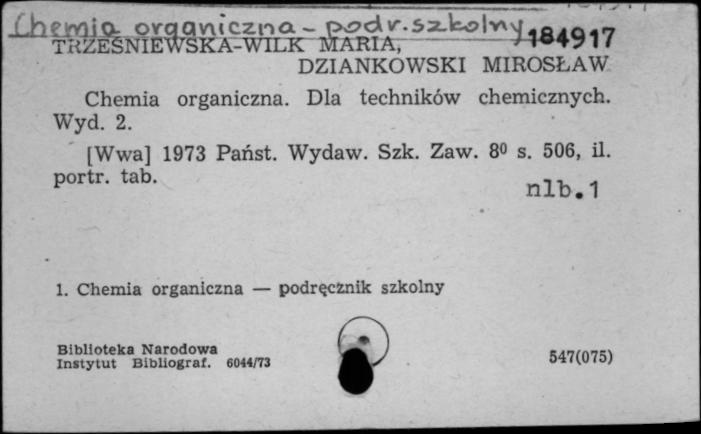 Chemia organiczna - podr. szkolny
184917
TRZEŚNIEWSKA-WILK MARIA,
DZIANKOWSKI MIROSŁAW
Chemia organiczna. Dla techników chemicznych.
Wyd. 2.
[Wwa] 1973 Państ. Wydaw. Szk. Zaw. 8⁰ s. 506, il.
portr. tab.
nlb.1
1. Chemia organiczna — podręcznik szkolny
Biblioteka Narodowa
Instytut Bibliograf. 6044/73
547(075)